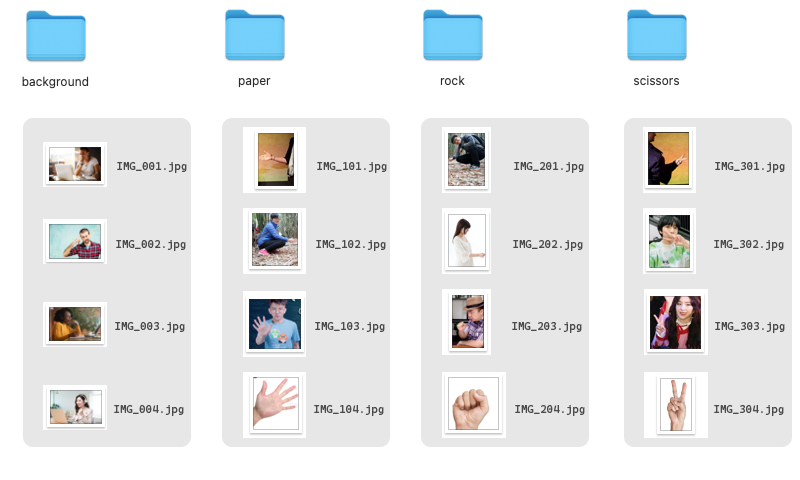 background
paper
rock
scissors
IMG_001.jpg
IMG_101.jpg
IMG_201.jpg
IMG_301.jpg
IMG_002.jpg
IMG_102.jpg
IMG_202.jpg
IMG_302.jpg
IMG_003.jpg
IMG_103.jpg
IMG_203.jpg
IMG_303.jpg
IMG_004.jpg
IMG_104.jpg
IMG_204.jpg
IMG_304.jpg